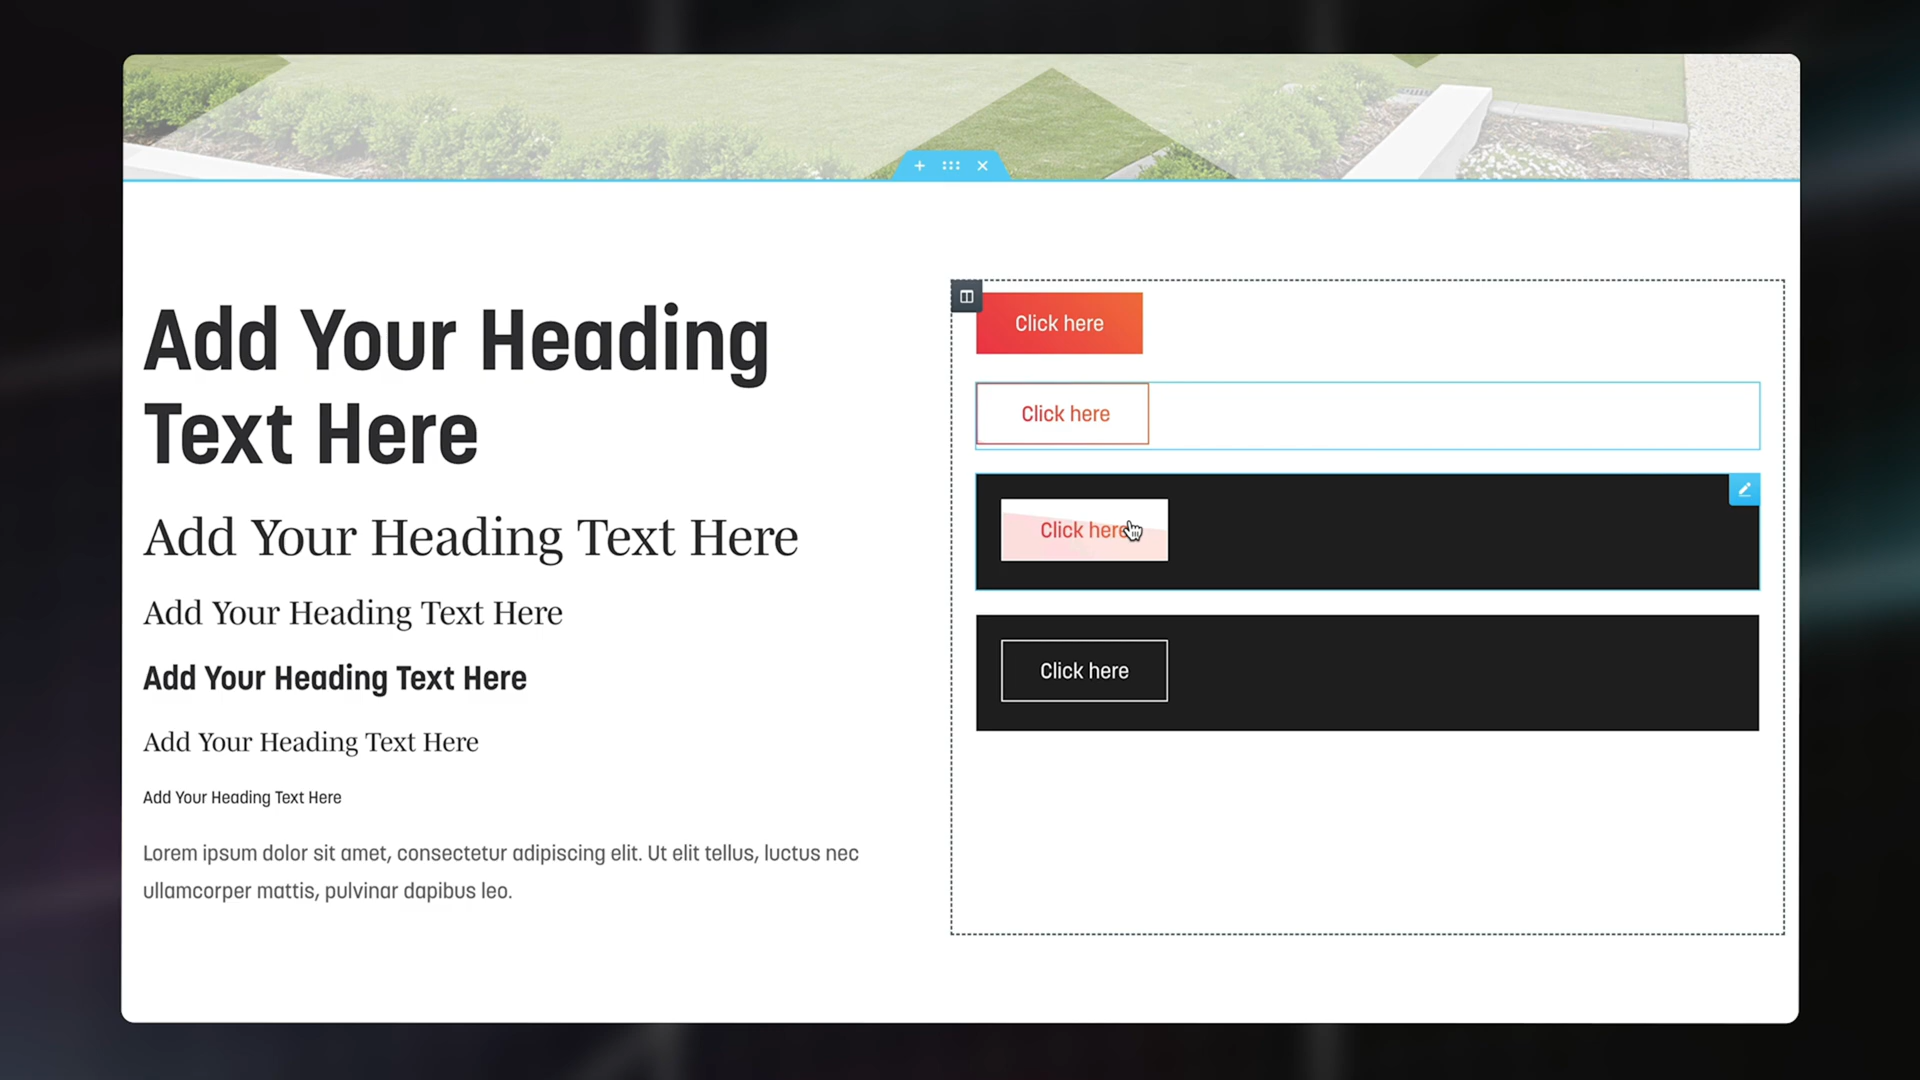 Add Your Heading
Text Here
Add Your Heading Text Here
Add Your Heading Text Here
Add Your Heading Text Here
Add Your Heading Text Here
Add Your Heading Text Here
Lorem ipsum dolor sit amet, consectetur adipiscing elit. Ut elit tellus, luctus nec
ullamcorper mattis, pulvinar dapibus leo.
Click here
Click here
Click here
Click here